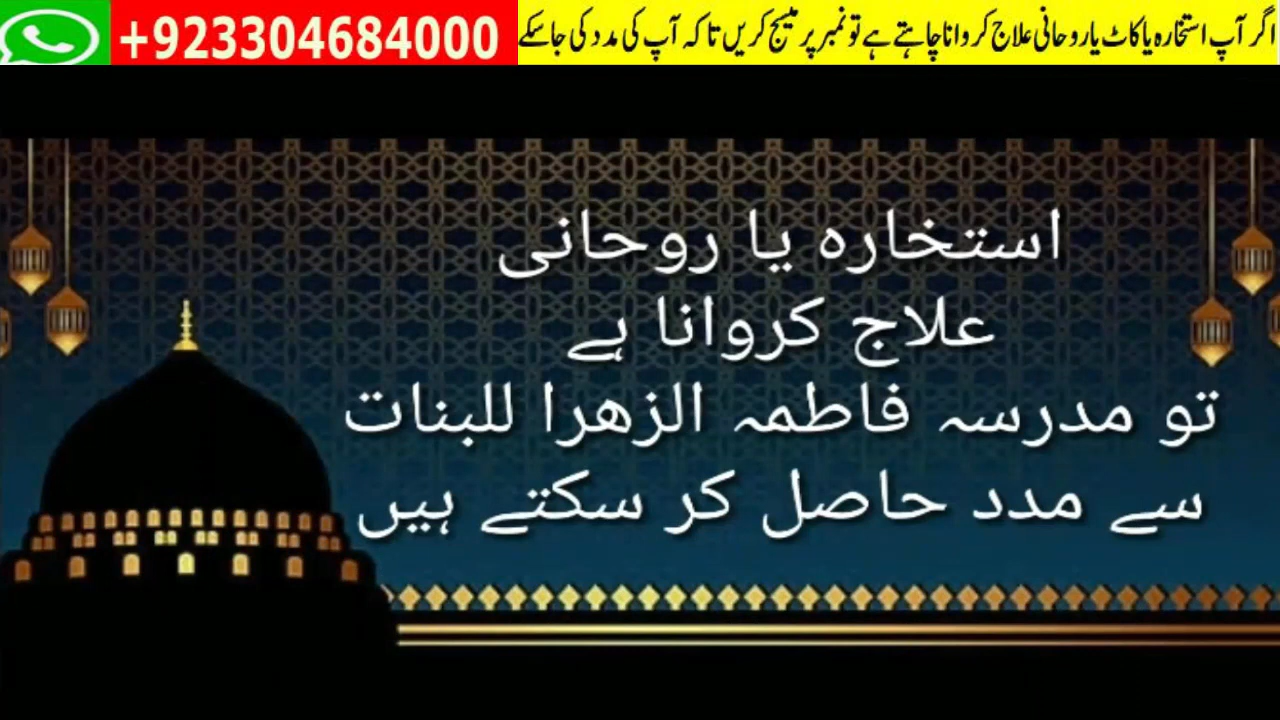 +923304684000
اگر آپ استخارہ یا کاٹ یا روحانی علاج کروانا چاہتے ہے تو نمبر پر میسج کریں تاکہ آپ کی مدد کی جا سکے
استخارہ یا روحانی
علاج کروانا ہے
تو مدرسہ فاطمہ الزھرا للبنات
سے مدد حاصل کر سکتے ہیں